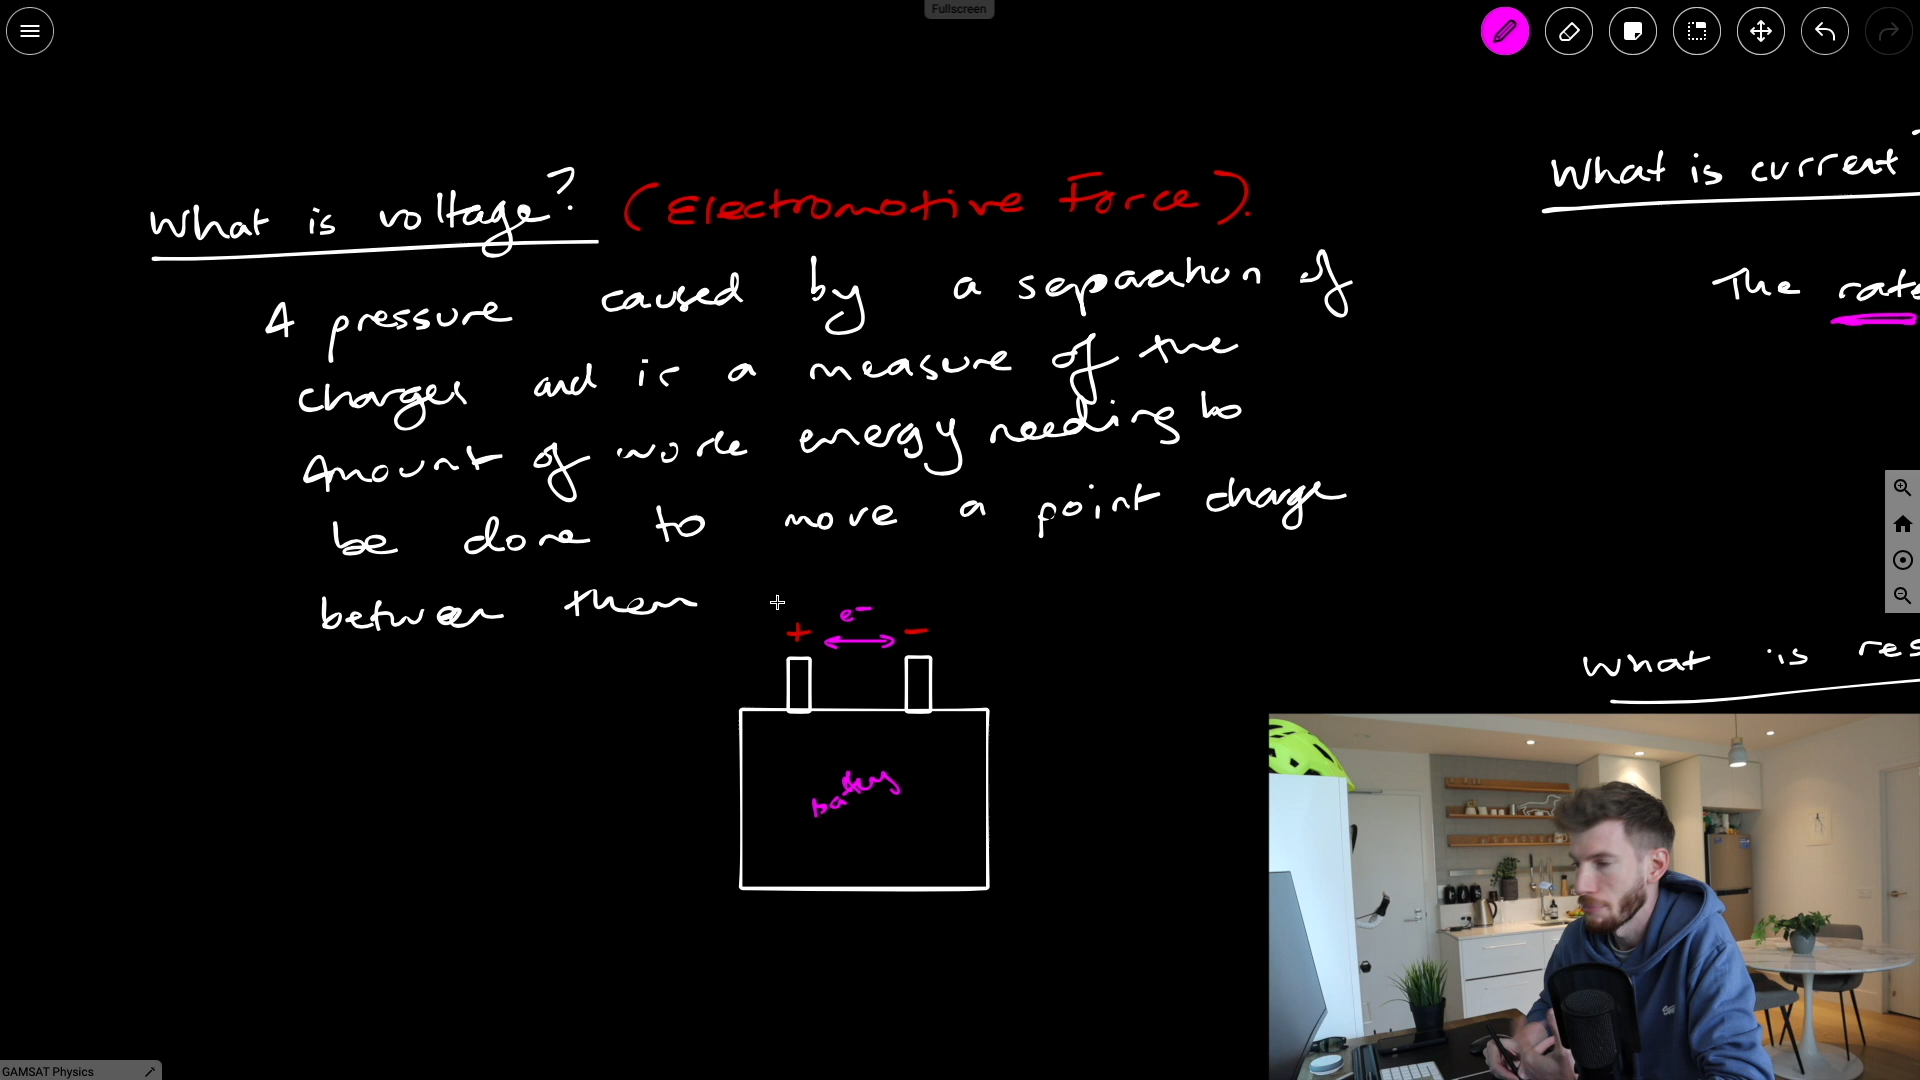 Fullscreen
What is voltage? (Electromotive Force).
A pressure caused by a separation of
charges and is a measure of the
Amount of work energy needing to
be done to move a point charge
between them
e-
+ -
battery
What is current?
The rate
What is res
GAMSAT Physics